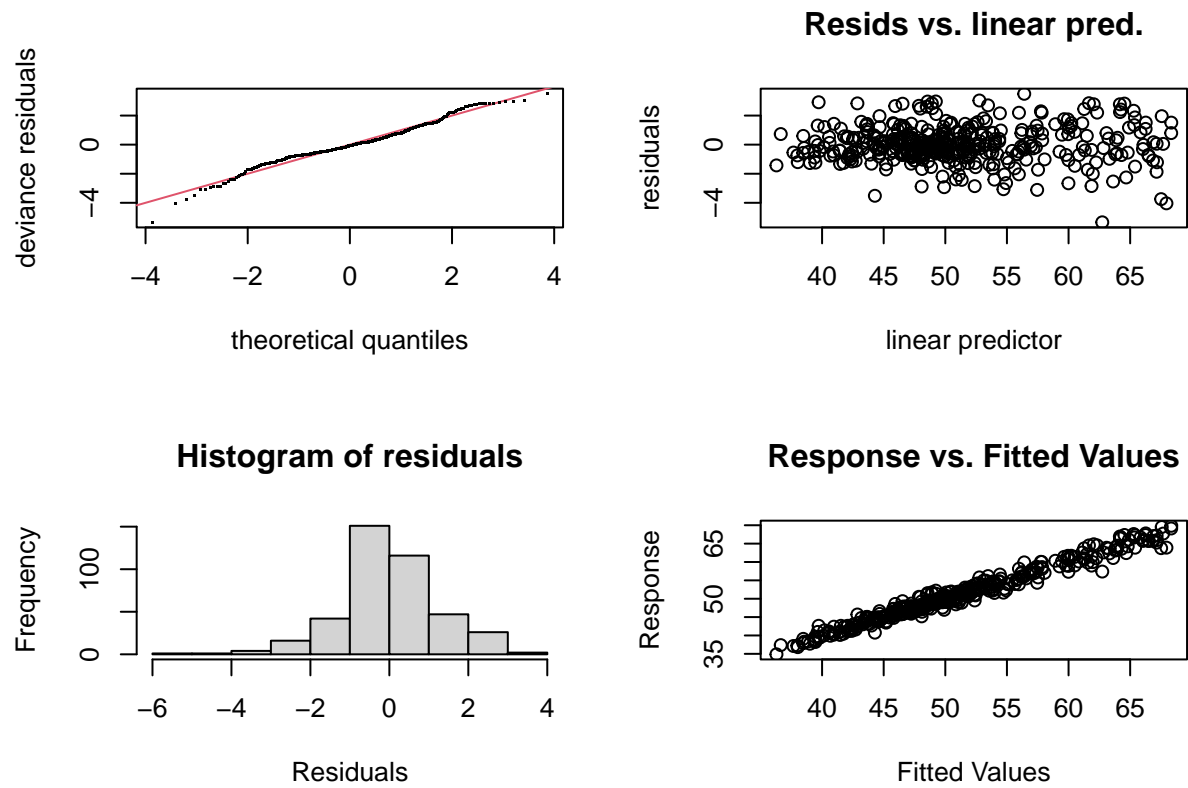 deviance residuals
−4 0
−4 −2 0 2 4
theoretical quantiles
Resids vs. linear pred.
residuals
−4 0
40 45 50 55 60 65
linear predictor
Histogram of residuals
Frequency
0 100
−6 −4 −2 0 2 4
Residuals
Response vs. Fitted Values
Response
35 50 65
40 45 50 55 60 65
Fitted Values